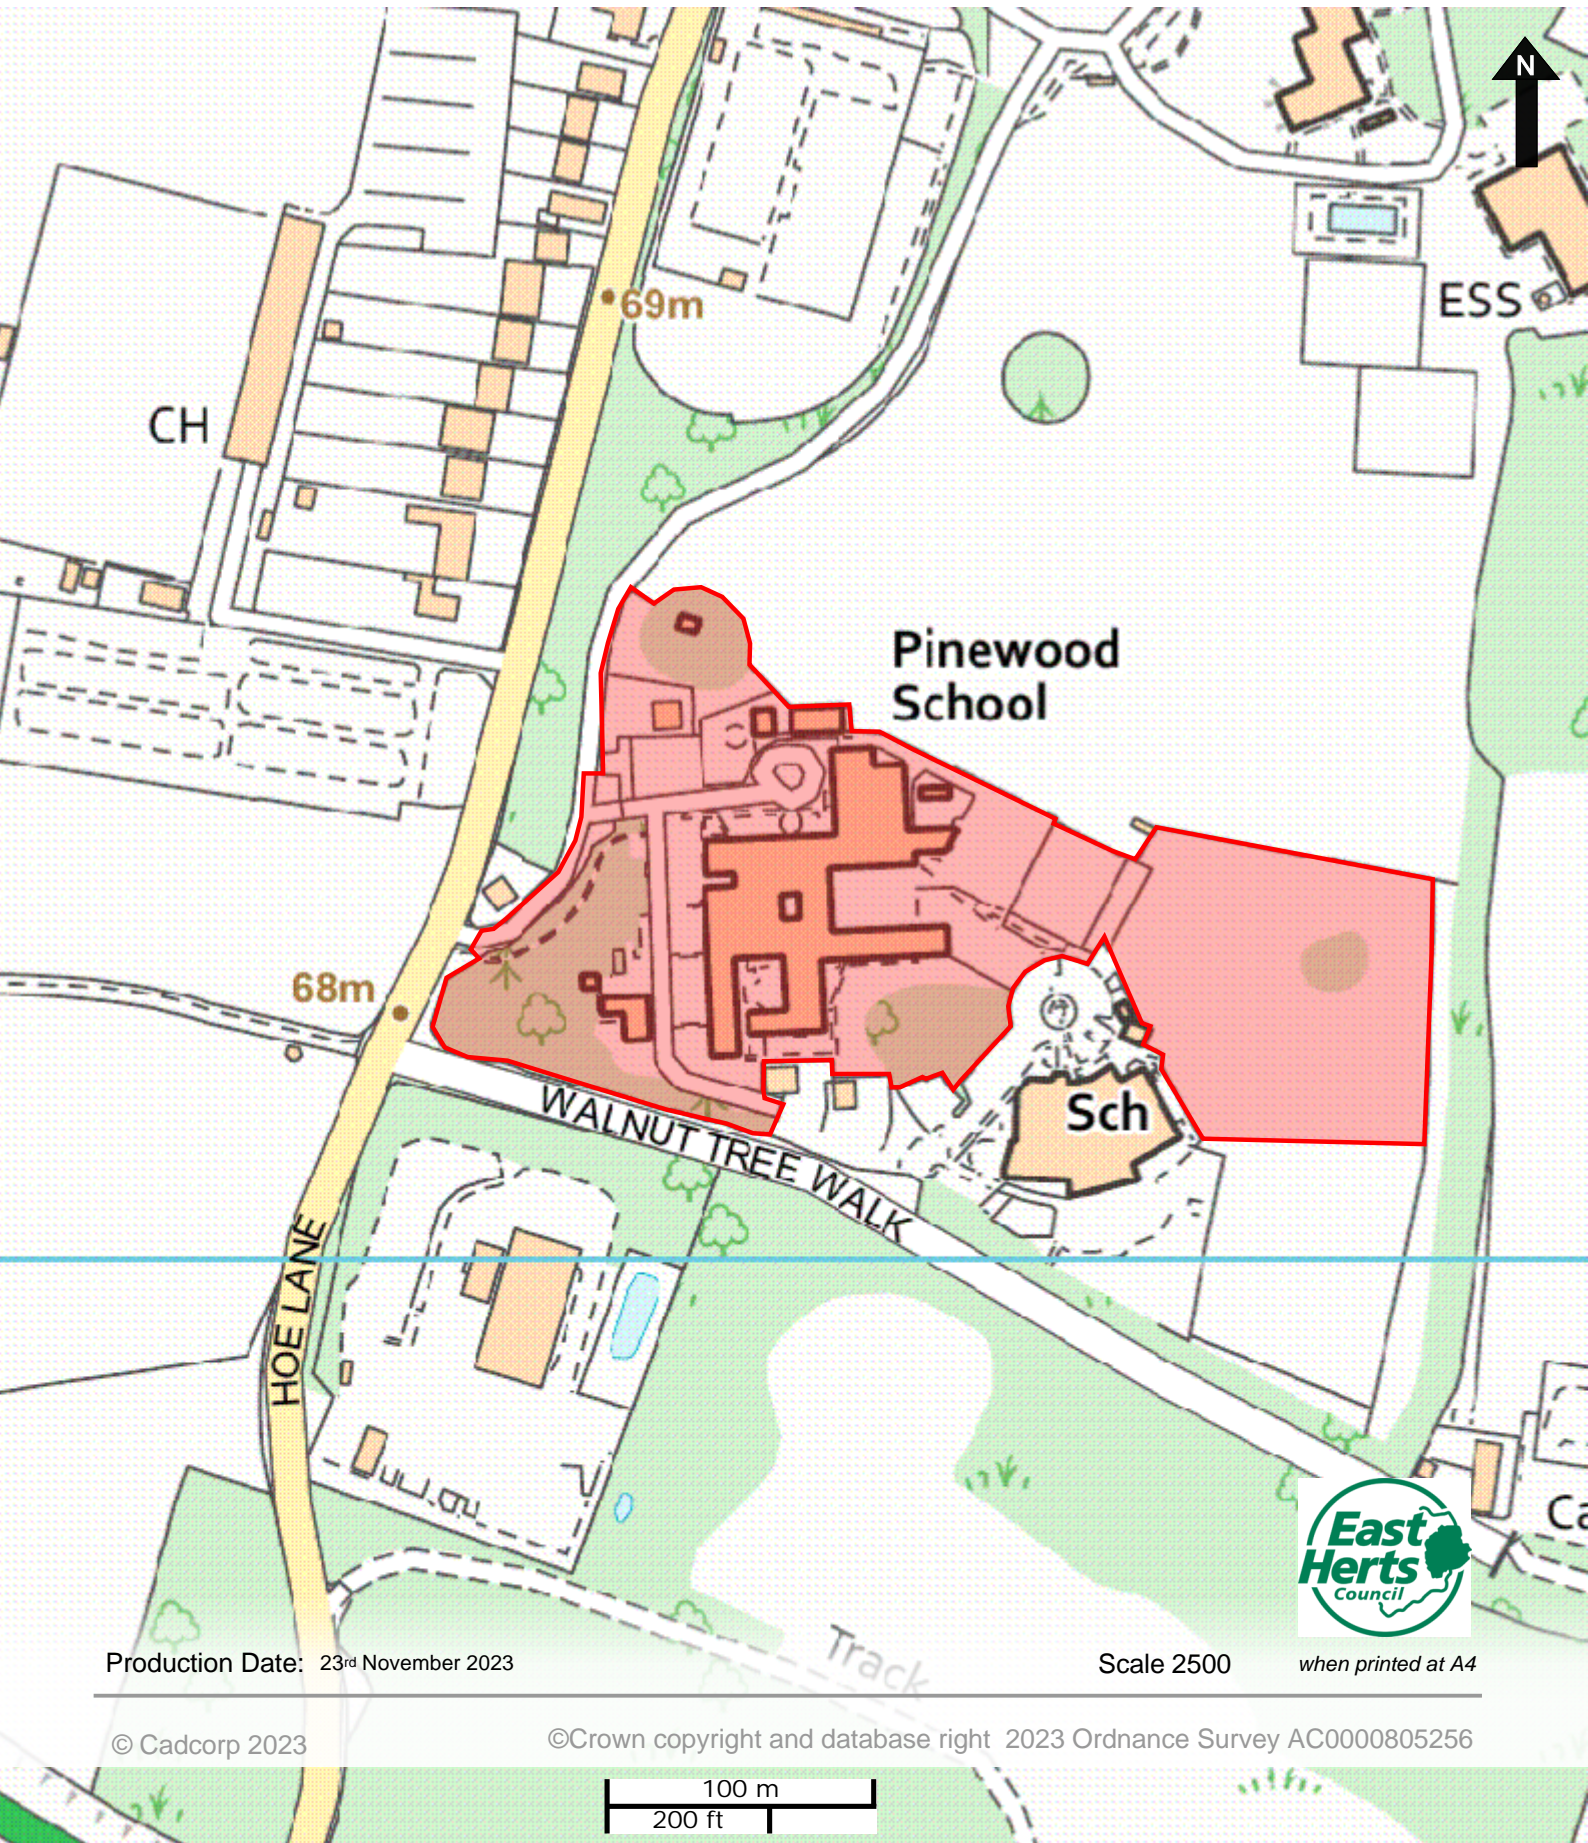 N
69m
ESS
CH
Pinewood
School
68m
Sch
WALNUT TREE WALK
HOE LANE
Ca
East
Herts
Council
Track
Production Date: 23rd November 2023
Scale 2500
when printed at A4
© Cadcorp 2023
©Crown copyright and database right 2023 Ordnance Survey AC0000805256
100 m
200 ft